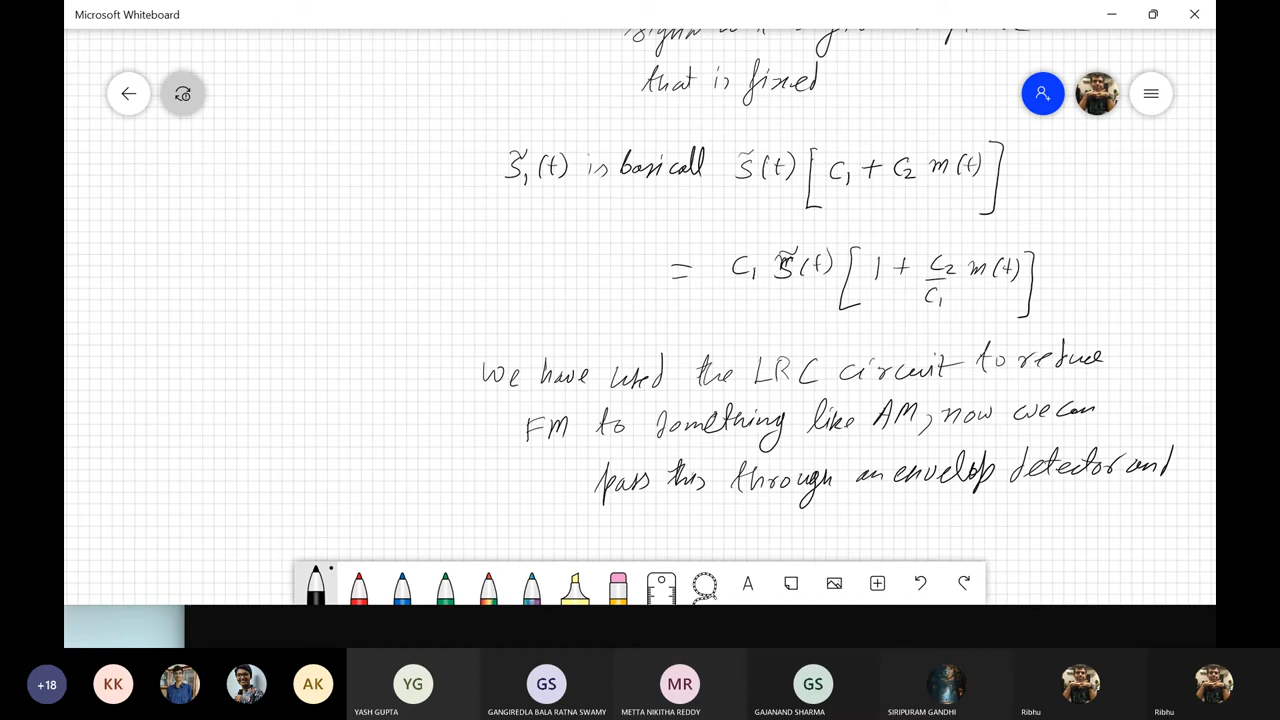 Microsoft Whiteboard
that is fixed
s̃₁(t) is basicall s̃(t) [ C₁ + C₂ m(t) ]
= C₁ s̃(t) [ 1 + C₂/C₁ m(t) ]
We have used the LRC circuit to reduce
FM to something like AM, now we can
pass this through an envelop detector and
A
+18 KK AK YG GS MR GS
YASH GUPTA GANGIREDLA BALA RATNA SWAMY METTA NIKITHA REDDY GAJANAND SHARMA SIRIPURAM GANDHI Ribhu Ribhu